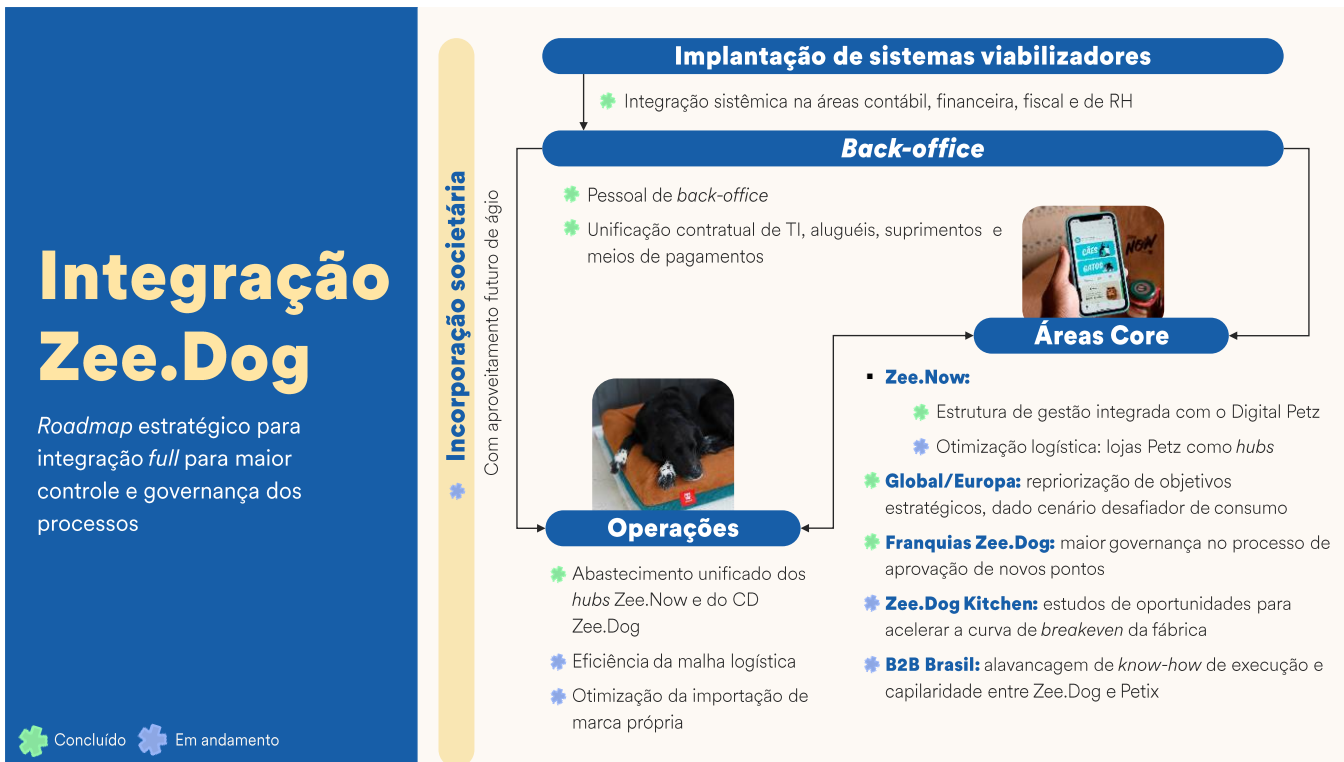 Integração
Zee.Dog
Roadmap estratégico para
integração full para maior
controle e governança dos
processos
Concluído
Em andamento
Incorporação societária
Com aproveitamento futuro de ágio
Implantação de sistemas viabilizadores
Integração sistêmica na áreas contábil, financeira, fiscal e de RH
Back-office
Pessoal de back-office
Unificação contratual de TI, aluguéis, suprimentos e
meios de pagamentos
CÃES
GATOS
NOW
Operações
Abastecimento unificado dos
hubs Zee.Now e do CD
Zee.Dog
Eficiência da malha logística
Otimização da importação de
marca própria
Áreas Core
▪ Zee.Now:
Estrutura de gestão integrada com o Digital Petz
Otimização logística: lojas Petz como hubs
Global/Europa: repriorização de objetivos
estratégicos, dado cenário desafiador de consumo
Franquias Zee.Dog: maior governança no processo de
aprovação de novos pontos
Zee.Dog Kitchen: estudos de oportunidades para
acelerar a curva de breakeven da fábrica
B2B Brasil: alavancagem de know-how de execução e
capilaridade entre Zee.Dog e Petix